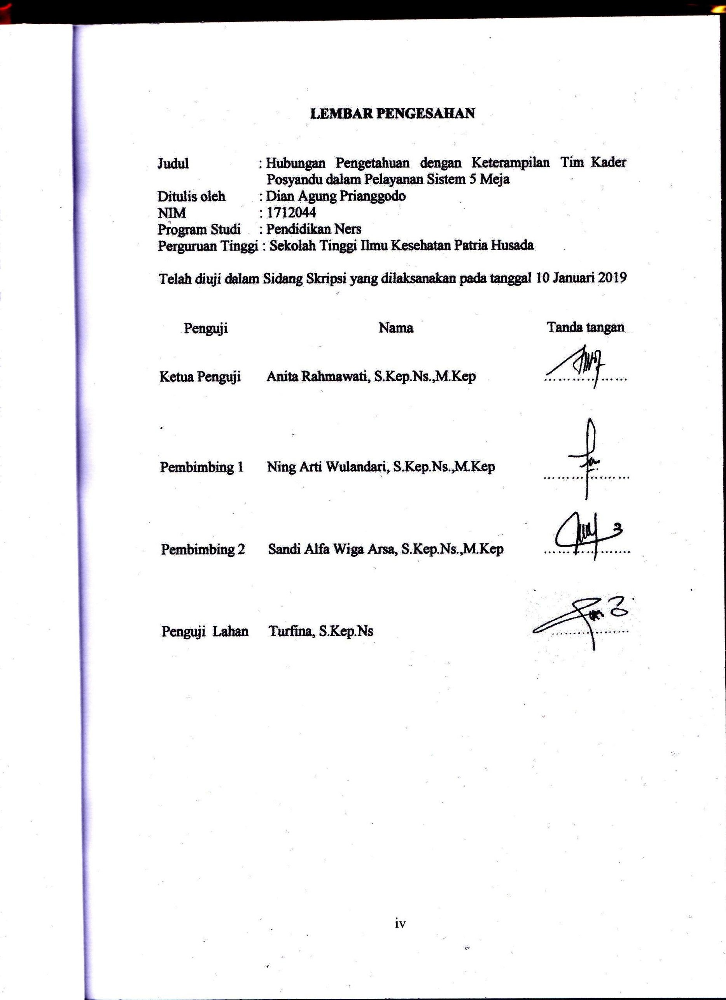 LEMBAR PENGESAHAN
Judul : Hubungan Pengetahuan dengan Keterampilan Tim Kader
Posyandu dalam Pelayanan Sistem 5 Meja
Ditulis oleh : Dian Agung Prianggodo
NIM : 1712044
Program Studi : Pendidikan Ners
Perguruan Tinggi : Sekolah Tinggi Ilmu Kesehatan Patria Husada
Telah diuji dalam Sidang Skripsi yang dilaksanakan pada tanggal 10 Januari 2019
Penguji Nama Tanda tangan
Ketua Penguji Anita Rahmawati, S.Kep.Ns.,M.Kep ..................
Pembimbing 1 Ning Arti Wulandari, S.Kep.Ns.,M.Kep ..................
Pembimbing 2 Sandi Alfa Wiga Arsa, S.Kep.Ns.,M.Kep ..................
Penguji Lahan Turfina, S.Kep.Ns ..................
iv